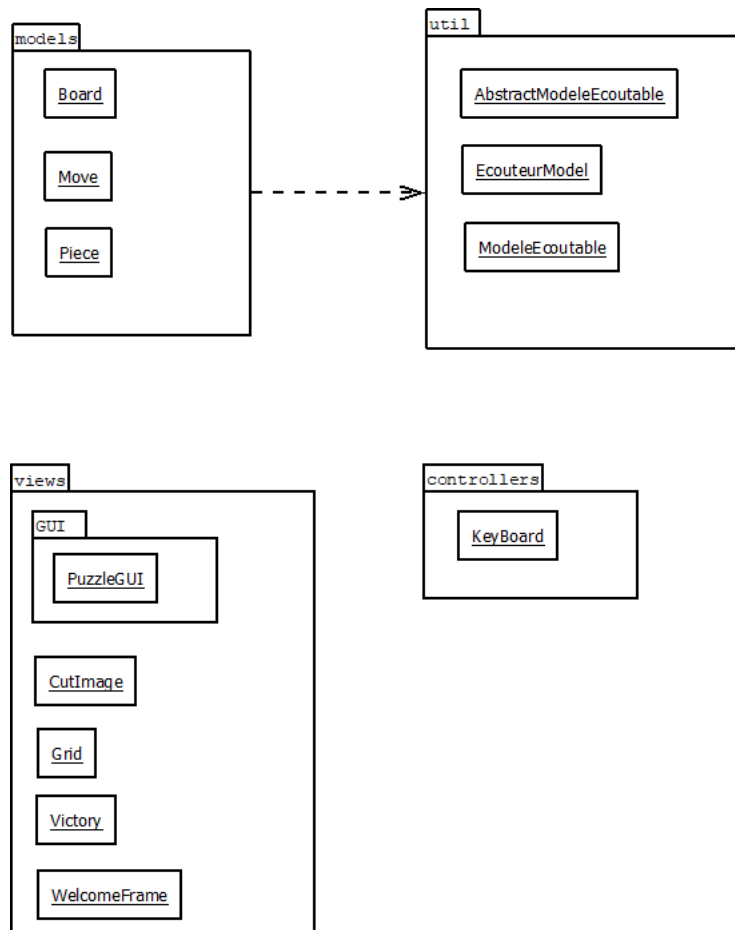 models
Board
Move
Piece
util
AbstractModeleEcoutable
EcouteurModel
ModeleEcoutable
views
GUI
PuzzleGUI
CutImage
Grid
Victory
WelcomeFrame
controllers
KeyBoard